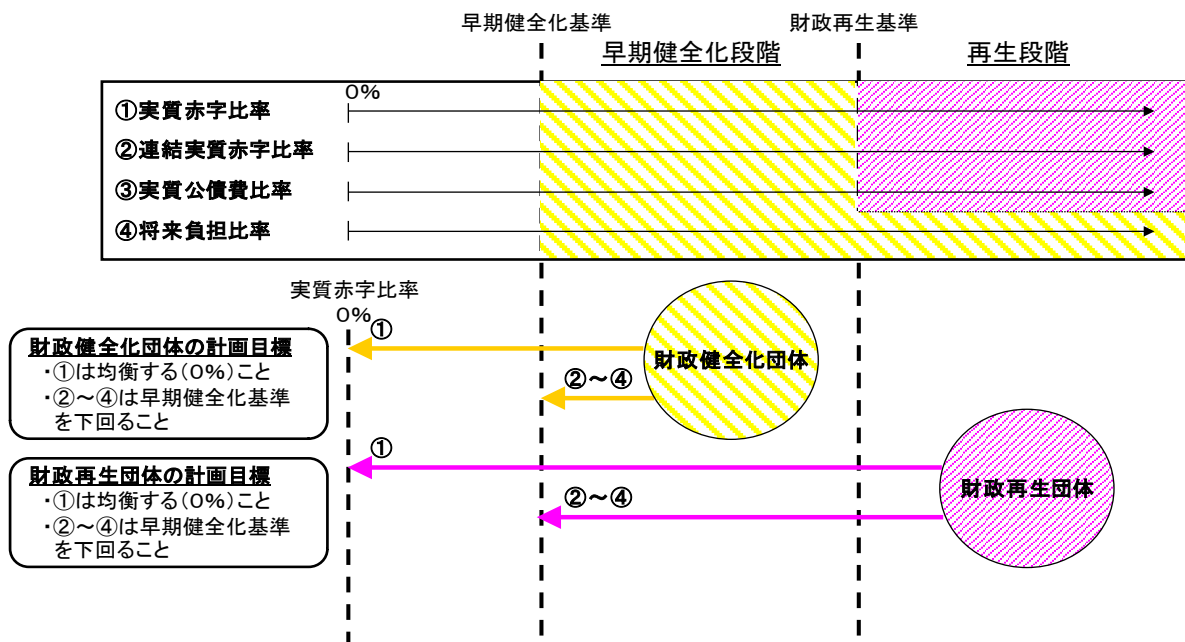 早期健全化基準
財政再生基準
早期健全化段階
再生段階
0%
①実質赤字比率
②連結実質赤字比率
③実質公債費比率
④将来負担比率
実質赤字比率
0%
財政健全化団体の計画目標
・①は均衡する(0%)こと
・②～④は早期健全化基準
を下回ること
①
②～④
財政健全化団体
財政再生団体の計画目標
・①は均衡する(0%)こと
・②～④は早期健全化基準
を下回ること
①
②～④
財政再生団体